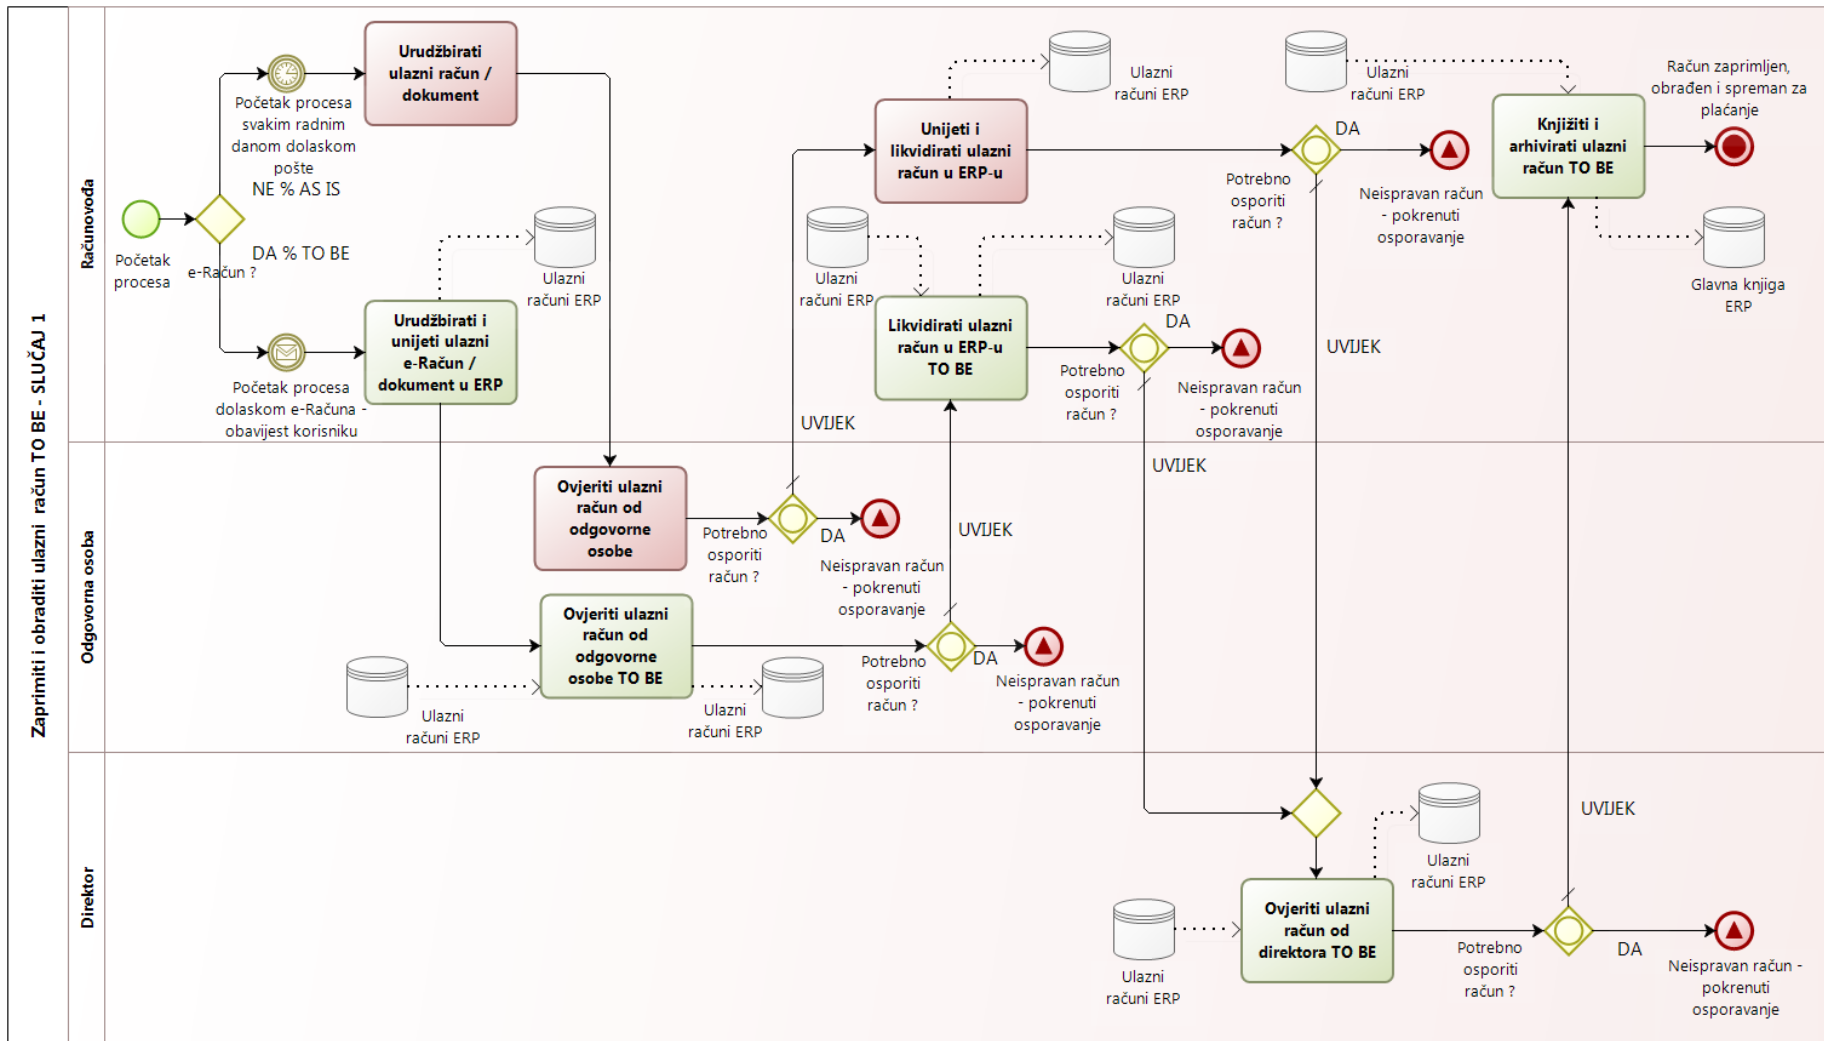 Zaprimiti i obraditi ulazni račun TO BE - SLUČAJ 1
Računovođa
Početak
procesa
e-Račun ?
NE % AS IS
DA % TO BE
Početak procesa
svakim radnim
danom dolaskom
pošte
Urudžbirati
ulazni račun /
dokument
Početak procesa
dolaskom e-Računa -
obavijest korisniku
Urudžbirati i
unijeti ulazni
e-Račun /
dokument u ERP
Ulazni
računi ERP
UVIJEK
Unijeti i
likvidirati ulazni
račun u ERP-u
Ulazni
računi ERP
Ulazni
računi ERP
Likvidirati ulazni
račun u ERP-u
TO BE
Ulazni
računi ERP
Potrebno
osporiti
račun ?
DA
Neispravan račun
- pokrenuti
osporavanje
Potrebno
osporiti
račun ?
DA
Neispravan račun
- pokrenuti
osporavanje
UVIJEK
Ulazni
računi ERP
Knjižiti i
arhivirati ulazni
račun TO BE
Račun zaprimljen,
obrađen i spreman za
plaćanje
Glavna knjiga
ERP
Odgovorna osoba
Ovjeriti ulazni
račun od
odgovorne
osobe
Potrebno
osporiti
račun ?
DA
Neispravan račun
- pokrenuti
osporavanje
UVIJEK
UVIJEK
Ovjeriti ulazni
račun od
odgovorne
osobe TO BE
Ulazni
računi ERP
Ulazni
računi ERP
Potrebno
osporiti
račun ?
DA
Neispravan račun
- pokrenuti
osporavanje
Direktor
Ulazni
računi ERP
Ovjeriti ulazni
račun od
direktora TO BE
Ulazni
računi ERP
Potrebno
osporiti
račun ?
UVIJEK
DA
Neispravan račun -
pokrenuti
osporavanje